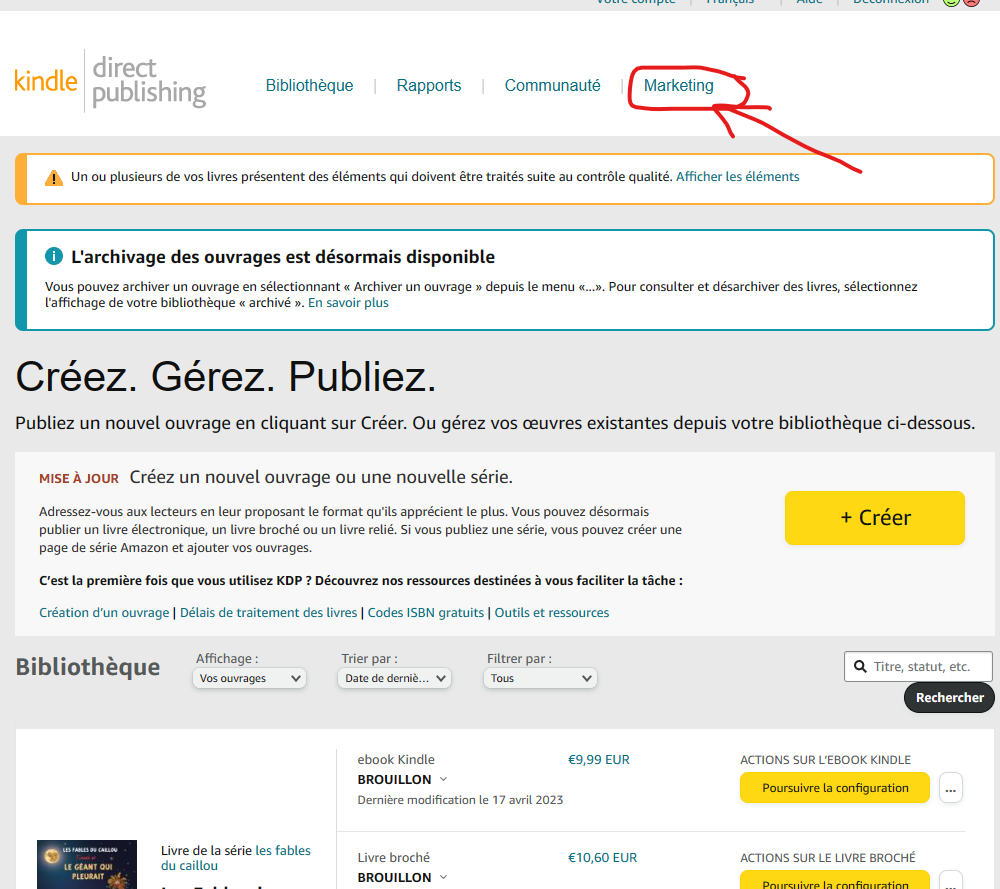 Votre compte | Français | Aide | Déconnexion
kindle direct publishing
Bibliothèque | Rapports | Communauté | Marketing
Un ou plusieurs de vos livres présentent des éléments qui doivent être traités suite au contrôle qualité. Afficher les éléments
L'archivage des ouvrages est désormais disponible
Vous pouvez archiver un ouvrage en sélectionnant « Archiver un ouvrage » depuis le menu «...». Pour consulter et désarchiver des livres, sélectionnez
l'affichage de votre bibliothèque « archivé ». En savoir plus
Créez. Gérez. Publiez.
Publiez un nouvel ouvrage en cliquant sur Créer. Ou gérez vos œuvres existantes depuis votre bibliothèque ci-dessous.
MISE À JOUR Créez un nouvel ouvrage ou une nouvelle série.
Adressez-vous aux lecteurs en leur proposant le format qu'ils apprécient le plus. Vous pouvez désormais
publier un livre électronique, un livre broché ou un livre relié. Si vous publiez une série, vous pouvez créer une
page de série Amazon et ajouter vos ouvrages.
+ Créer
C’est la première fois que vous utilisez KDP ? Découvrez nos ressources destinées à vous faciliter la tâche :
Création d’un ouvrage | Délais de traitement des livres | Codes ISBN gratuits | Outils et ressources
Bibliothèque
Affichage :
Vos ouvrages
Trier par :
Date de derniè...
Filtrer par :
Tous
Titre, statut, etc.
Rechercher
ebook Kindle
BROUILLON
Dernière modification le 17 avril 2023
€9,99 EUR
ACTIONS SUR L’EBOOK KINDLE
Poursuivre la configuration
...
LES FABLES DU CAILLOU
LE GÉANT QUI
PLEURAIT
Livre de la série les fables
du caillou
Livre broché
BROUILLON
€10,60 EUR
ACTIONS SUR LE LIVRE BROCHÉ
Poursuivre la configuration
...